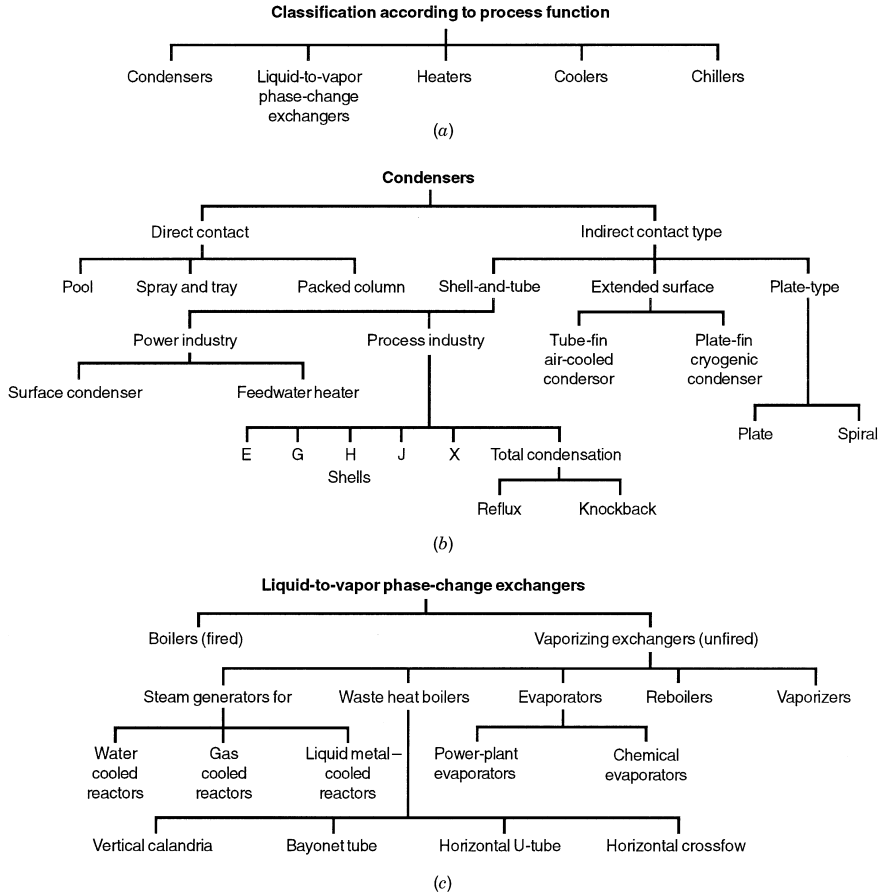 Classification according to process function
Condensers
Liquid-to-vapor
phase-change
exchangers
Heaters
Coolers
Chillers
(a)
Condensers
Direct contact
Indirect contact type
Pool
Spray and tray
Packed column
Shell-and-tube
Extended surface
Plate-type
Power industry
Process industry
Tube-fin
air-cooled
condersor
Plate-fin
cryogenic
condenser
Surface condenser
Feedwater heater
Plate
Spiral
E
G
H
J
X
Total condensation
Shells
Reflux
Knockback
(b)
Liquid-to-vapor phase-change exchangers
Boilers (fired)
Vaporizing exchangers (unfired)
Steam generators for
Waste heat boilers
Evaporators
Reboilers
Vaporizers
Water
cooled
reactors
Gas
cooled
reactors
Liquid metal–
cooled
reactors
Power-plant
evaporators
Chemical
evaporators
Vertical calandria
Bayonet tube
Horizontal U-tube
Horizontal crossfow
(c)